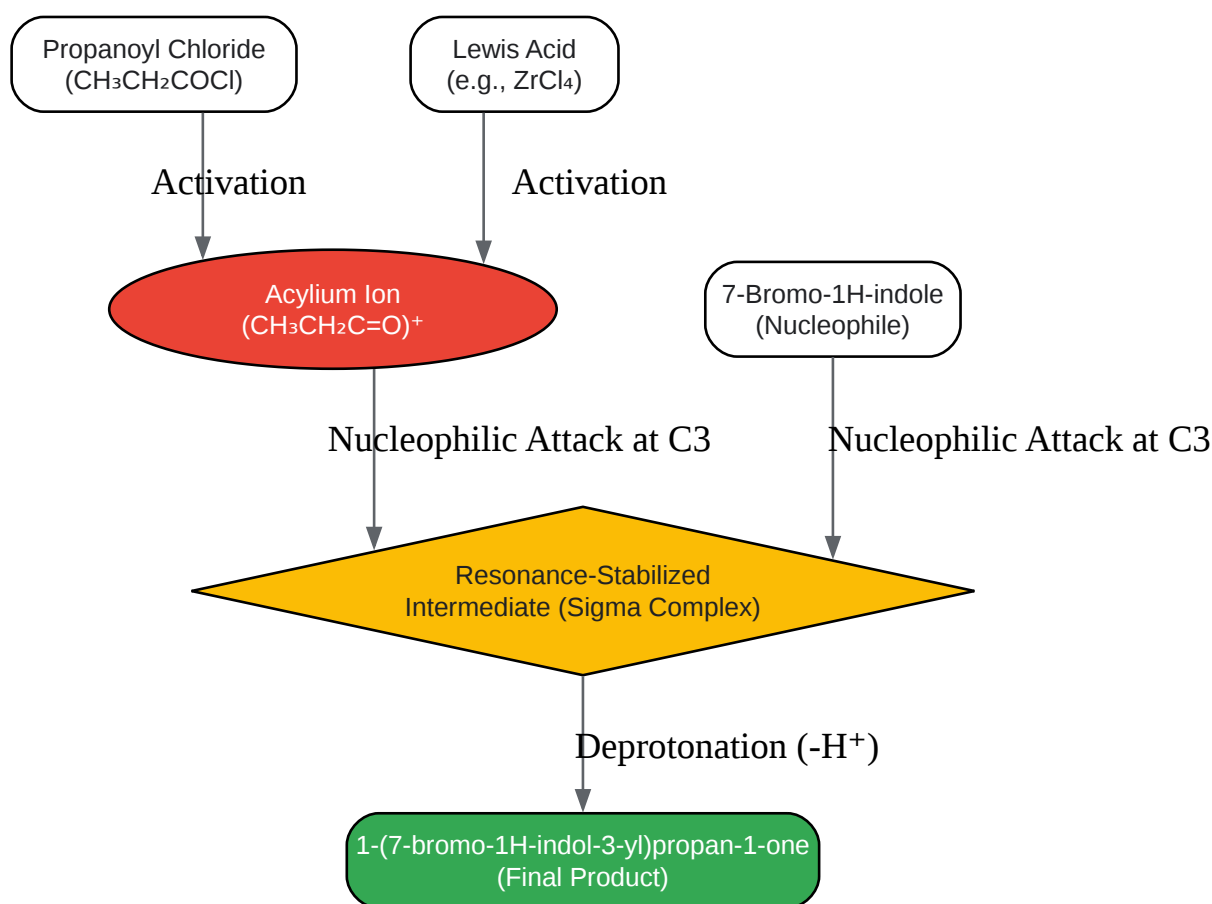 Propanoyl Chloride
(CH₃CH₂COCl)
Lewis Acid
(e.g., ZrCl₄)
Activation
Activation
Acylium Ion
(CH₃CH₂C=O)⁺
7-Bromo-1H-indole
(Nucleophile)
Nucleophilic Attack at C3
Nucleophilic Attack at C3
Resonance-Stabilized
Intermediate (Sigma Complex)
Deprotonation (-H⁺)
1-(7-bromo-1H-indol-3-yl)propan-1-one
(Final Product)